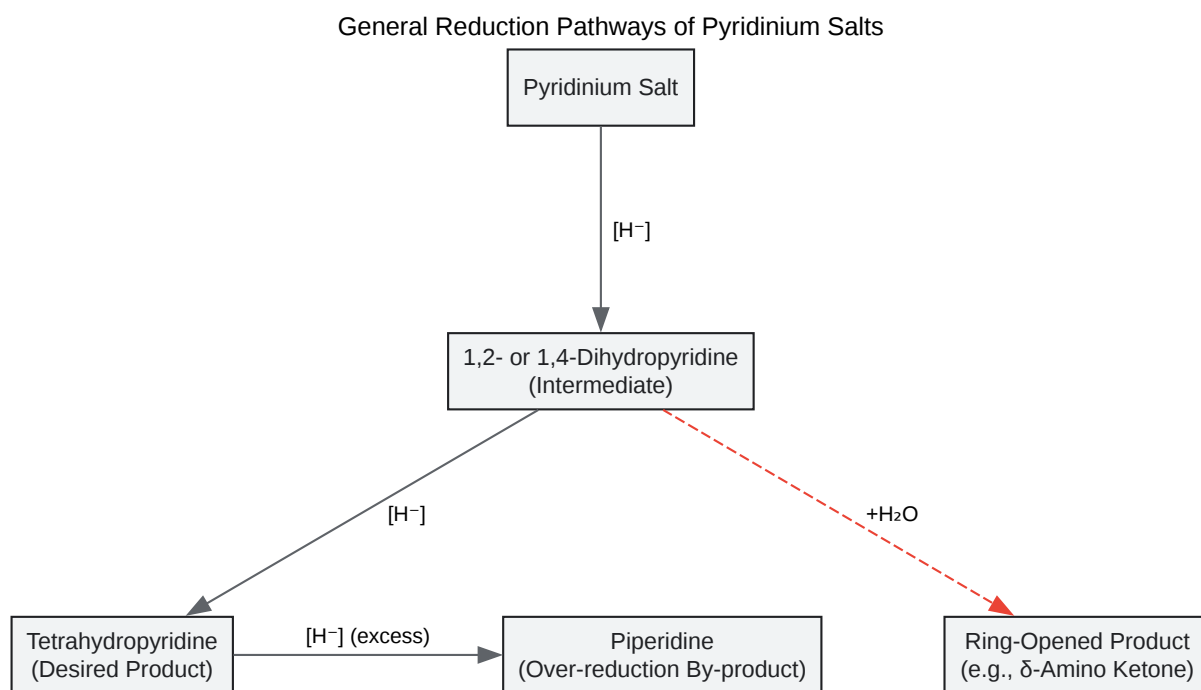 General Reduction Pathways of Pyridinium Salts
Pyridinium Salt
[H⁻]
1,2- or 1,4-Dihydropyridine
(Intermediate)
[H⁻]
+H₂O
Tetrahydropyridine
(Desired Product)
[H⁻] (excess)
Piperidine
(Over-reduction By-product)
Ring-Opened Product
(e.g., δ-Amino Ketone)